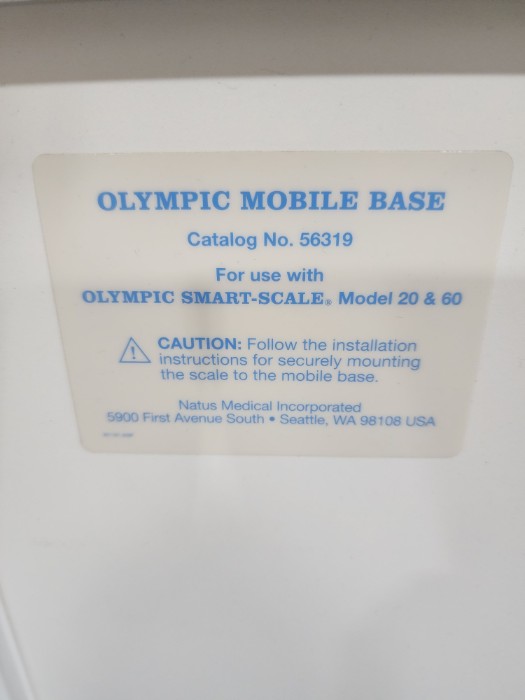 OLYMPIC MOBILE BASE
Catalog No. 56319
For use with
OLYMPIC SMART-SCALE® Model 20 & 60
CAUTION: Follow the installation
instructions for securely mounting
the scale to the mobile base.
Natus Medical Incorporated
5900 First Avenue South • Seattle, WA 98108 USA